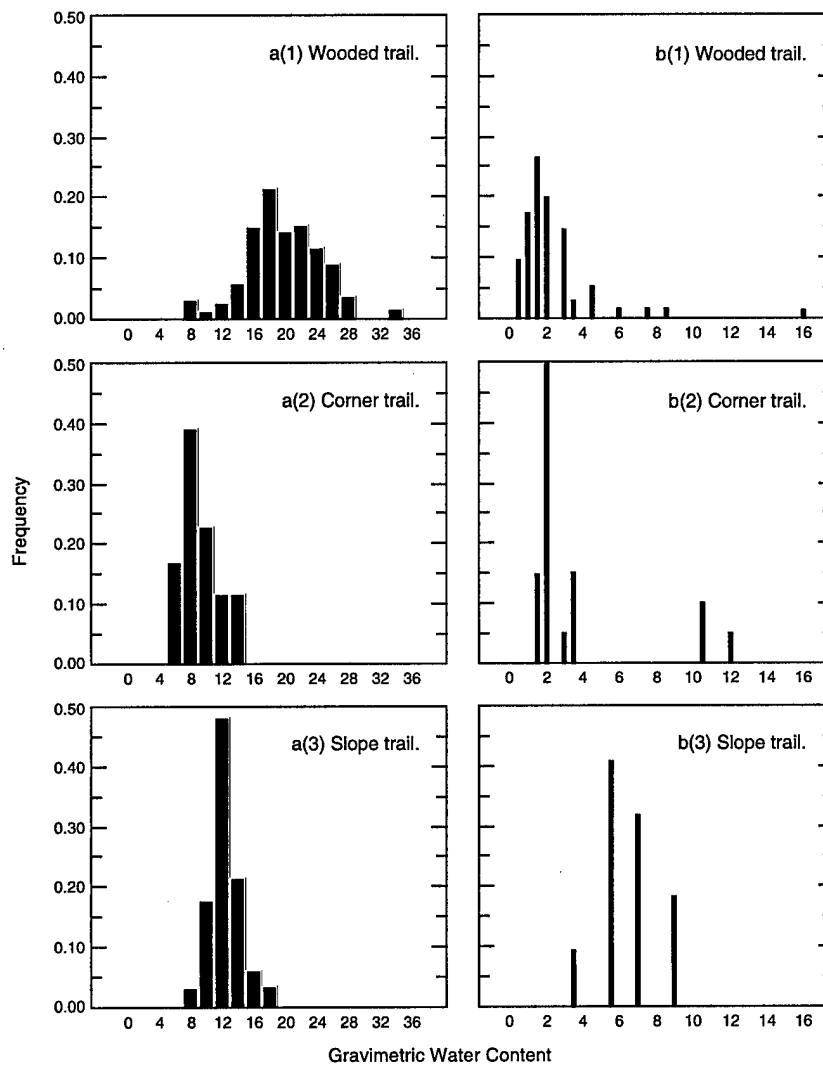 0.50
0.40
0.30
0.20
0.10
0.00
a(1) Wooded trail.
0 4 8 12 16 20 24 28 32 36
b(1) Wooded trail.
0 2 4 6 8 10 12 14 16
0.50
0.40
0.30
0.20
0.10
0.00
a(2) Corner trail.
0 4 8 12 16 20 24 28 32 36
b(2) Corner trail.
0 2 4 6 8 10 12 14 16
0.50
0.40
0.30
0.20
0.10
0.00
a(3) Slope trail.
0 4 8 12 16 20 24 28 32 36
b(3) Slope trail.
0 2 4 6 8 10 12 14 16
Frequency
Gravimetric Water Content